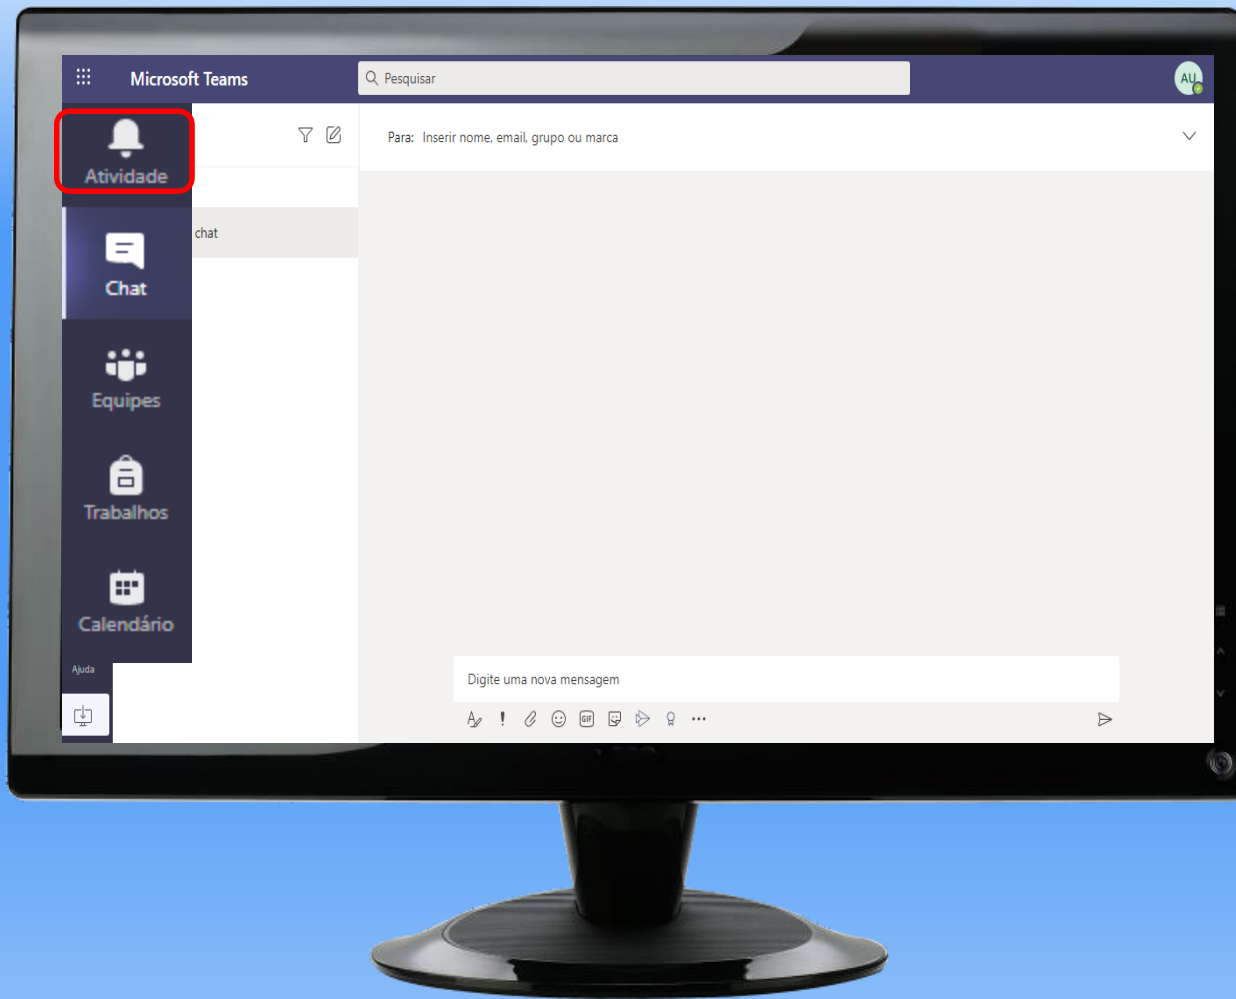 Microsoft Teams
Pesquisar
AU
Atividade
Para: Inserir nome, email, grupo ou marca
chat
Chat
Equipes
Trabalhos
Calendário
Ajuda
Digite uma nova mensagem
GIF